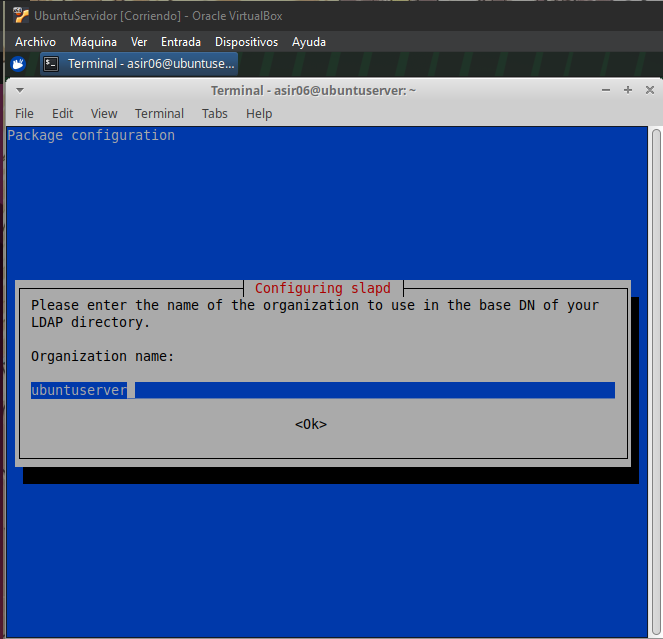 UbuntuServidor [Corriendo] - Oracle VirtualBox
Archivo Máquina Ver Entrada Dispositivos Ayuda
Terminal - asir06@ubuntuse...
Terminal - asir06@ubuntuserver: ~
File Edit View Terminal Tabs Help
Package configuration
Configuring slapd
Please enter the name of the organization to use in the base DN of your
LDAP directory.
Organization name:
ubuntuserver
<Ok>